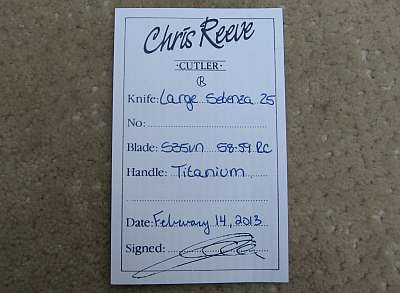 Chris Reeve
·CUTLER·
®
Knife: Large Sebenza 25
No:
Blade: S35VN 58-59 RC
Handle: Titanium
Date: February 14, 2013
Signed: